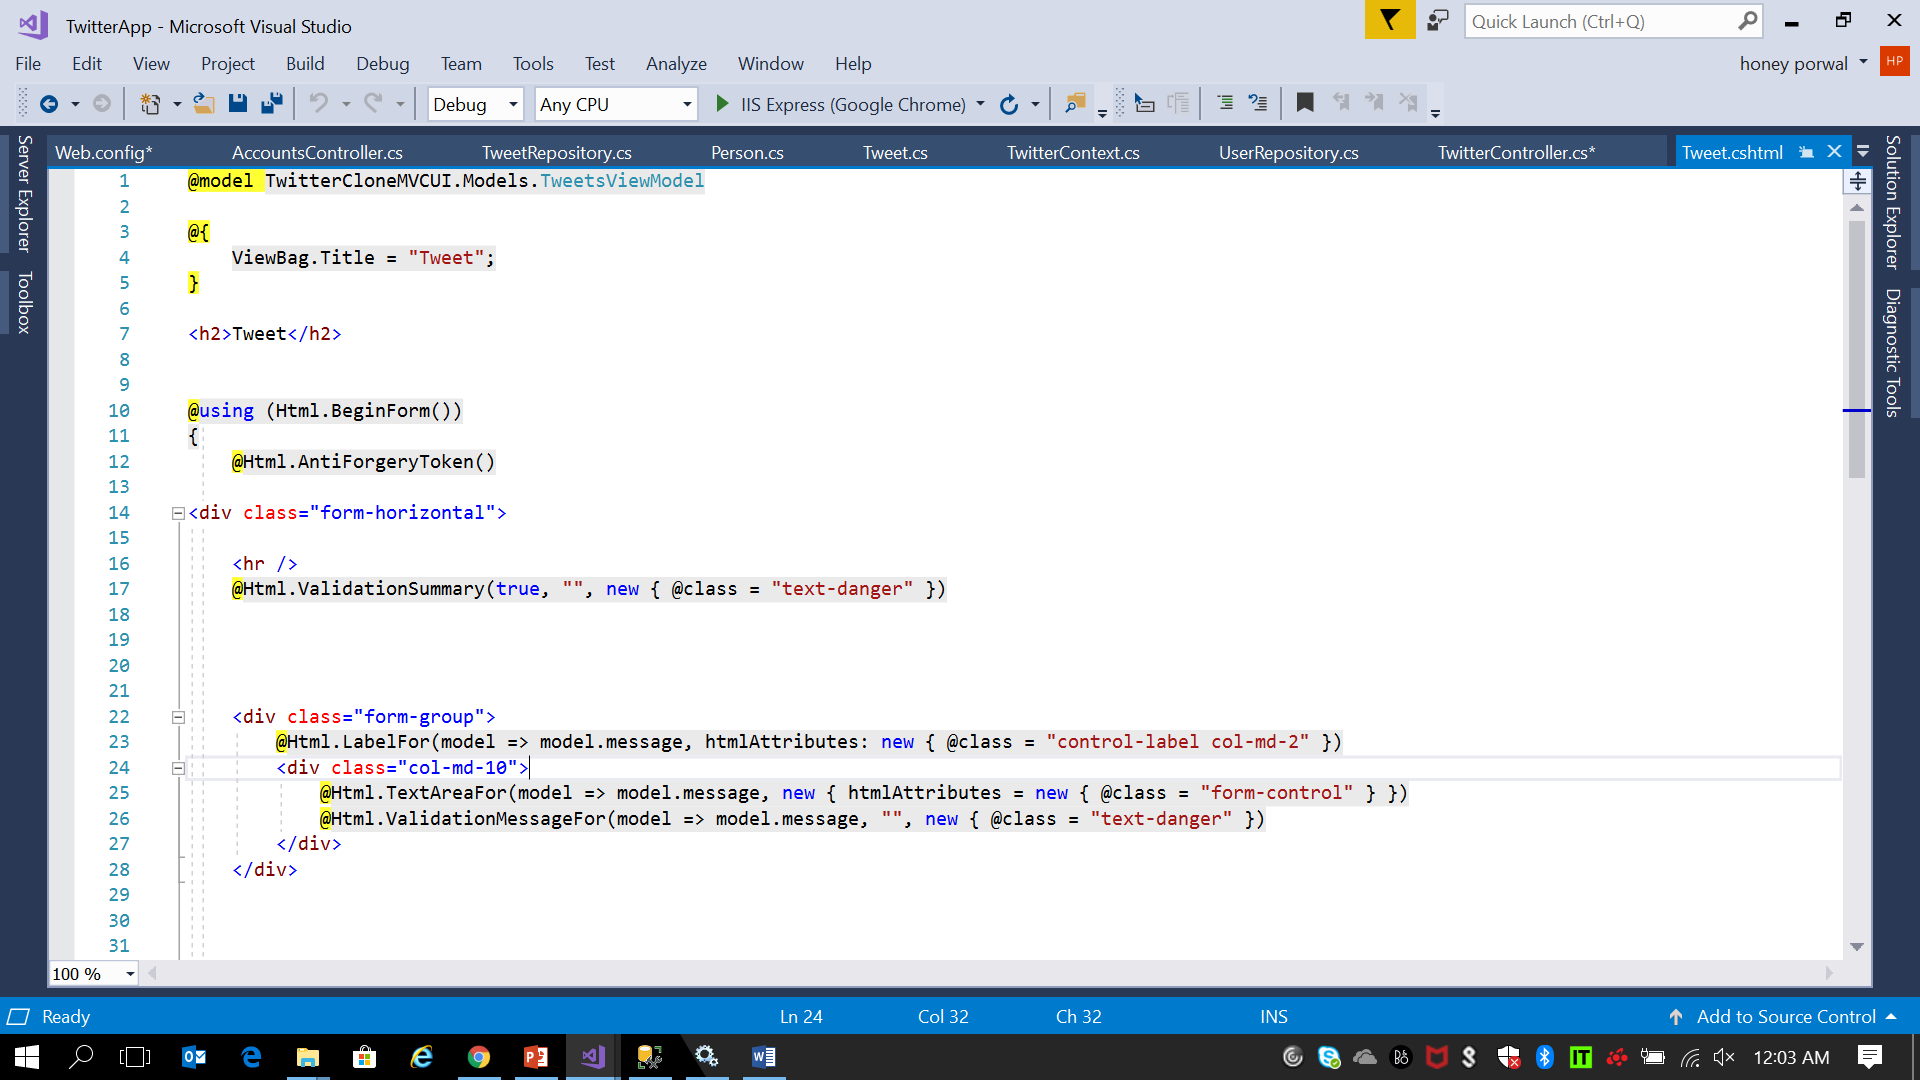 TwitterApp - Microsoft Visual Studio
Quick Launch (Ctrl+Q)
File Edit View Project Build Debug Team Tools Test Analyze Window Help
honey porwal HP
Debug Any CPU IIS Express (Google Chrome)
Web.config* AccountsController.cs TweetRepository.cs Person.cs Tweet.cs TwitterContext.cs UserRepository.cs TwitterController.cs* Tweet.cshtml
Server Explorer
Toolbox
Solution Explorer
Diagnostic Tools
1 @model TwitterCloneMVCUI.Models.TweetsViewModel
2
3 @{
4 ViewBag.Title = "Tweet";
5 }
6
7 <h2>Tweet</h2>
8
9
10 @using (Html.BeginForm())
11 {
12 @Html.AntiForgeryToken()
13
14 <div class="form-horizontal">
15
16 <hr />
17 @Html.ValidationSummary(true, "", new { @class = "text-danger" })
18
19
20
21
22 <div class="form-group">
23 @Html.LabelFor(model => model.message, htmlAttributes: new { @class = "control-label col-md-2" })
24 <div class="col-md-10">
25 @Html.TextAreaFor(model => model.message, new { htmlAttributes = new { @class = "form-control" } })
26 @Html.ValidationMessageFor(model => model.message, "", new { @class = "text-danger" })
27 </div>
28 </div>
29
30
31
100 %
Ready Ln 24 Col 32 Ch 32 INS Add to Source Control
12:03 AM